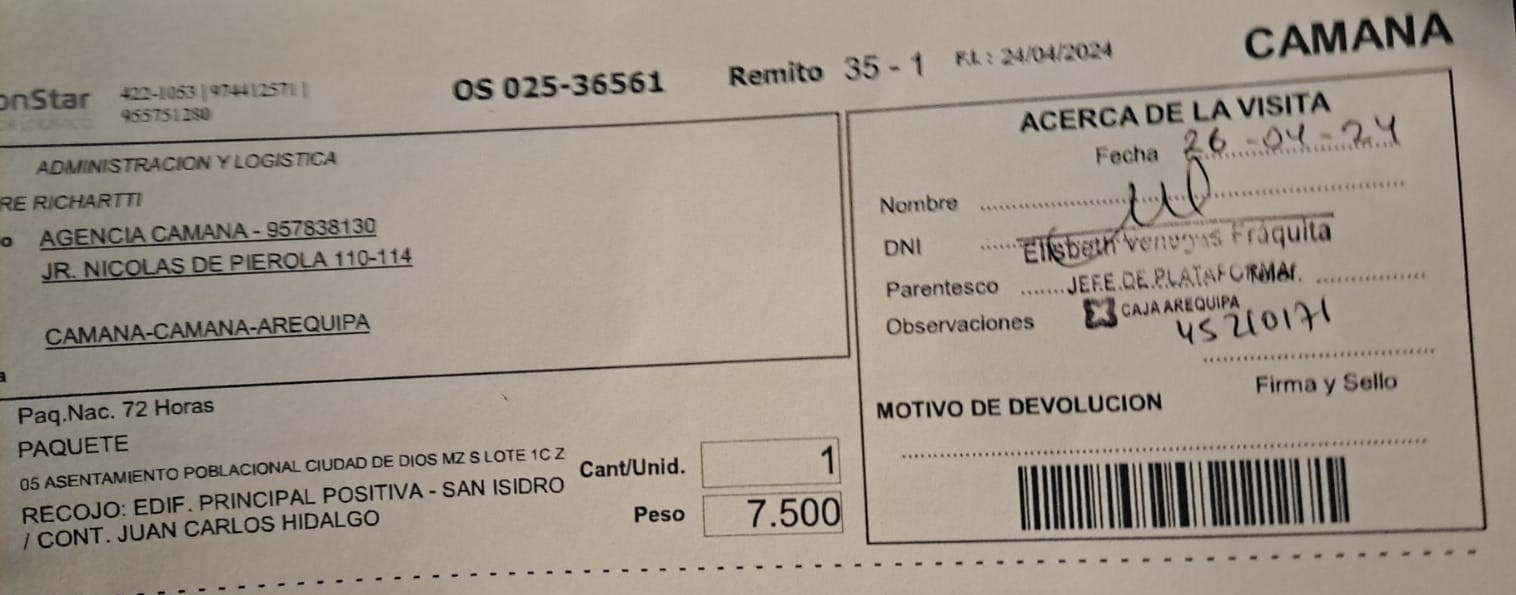 CAMANA
onStar 422-1053 | 974412571 |
955751280
OS 025-36561 Remito 35 - 1 F.I. : 24/04/2024
ADMINISTRACION Y LOGISTICA
RE RICHARTTI
o AGENCIA CAMANA - 957838130
JR. NICOLAS DE PIEROLA 110-114
CAMANA-CAMANA-AREQUIPA
a
Paq.Nac. 72 Horas
PAQUETE
05 ASENTAMIENTO POBLACIONAL CIUDAD DE DIOS MZ S LOTE 1C Z
RECOJO: EDIF. PRINCIPAL POSITIVA - SAN ISIDRO
/ CONT. JUAN CARLOS HIDALGO
Cant/Unid. 1
Peso 7.500
ACERCA DE LA VISITA
Fecha 26-04-24
Nombre
DNI Elisbeth Venegas Fráquita
Parentesco JEFE DE PLATAFORMA
Observaciones CAJA AREQUIPA
45210171
Firma y Sello
MOTIVO DE DEVOLUCION